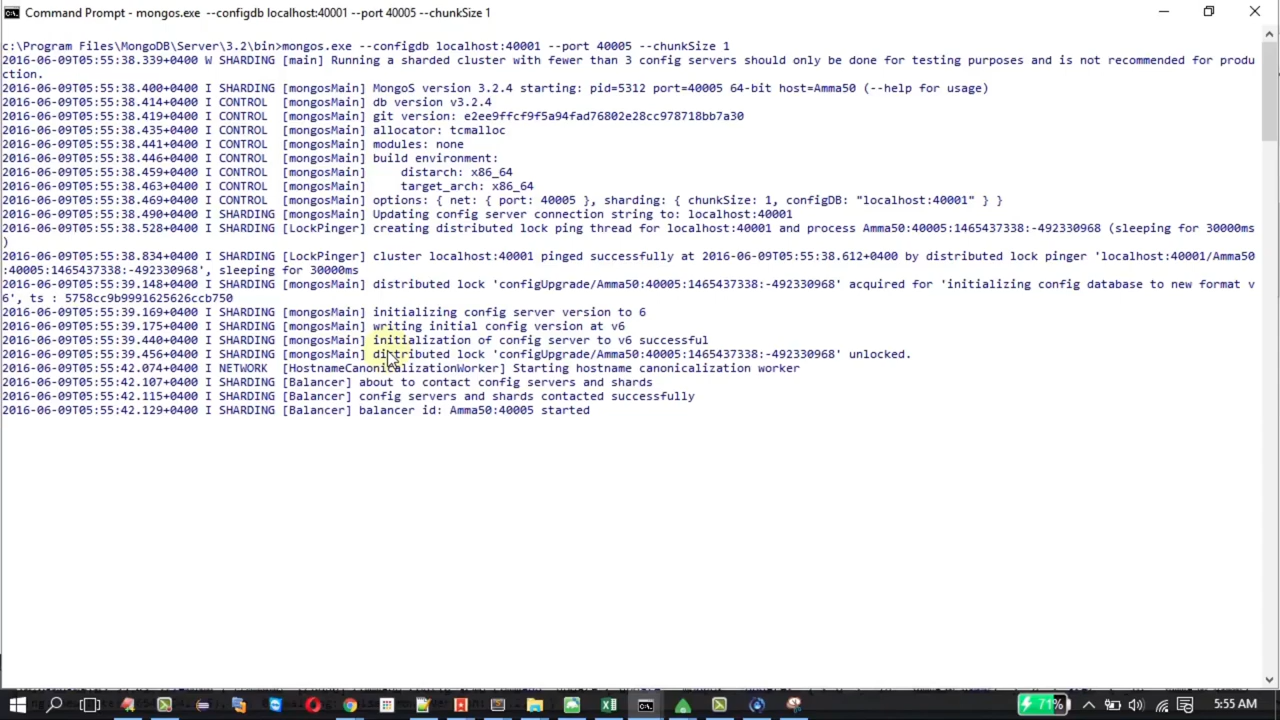 Command Prompt - mongos.exe --configdb localhost:40001 --port 40005 --chunkSize 1
c:\Program Files\MongoDB\Server\3.2\bin>mongos.exe --configdb localhost:40001 --port 40005 --chunkSize 1
2016-06-09T05:55:38.339+0400 W SHARDING [main] Running a sharded cluster with fewer than 3 config servers should only be done for testing purposes and is not recommended for produ
ction.
2016-06-09T05:55:38.400+0400 I SHARDING [mongosMain] MongoS version 3.2.4 starting: pid=5312 port=40005 64-bit host=Amma50 (--help for usage)
2016-06-09T05:55:38.414+0400 I CONTROL  [mongosMain] db version v3.2.4
2016-06-09T05:55:38.419+0400 I CONTROL  [mongosMain] git version: e2ee9ffcf9f5a94fad76802e28cc978718bb7a30
2016-06-09T05:55:38.435+0400 I CONTROL  [mongosMain] allocator: tcmalloc
2016-06-09T05:55:38.441+0400 I CONTROL  [mongosMain] modules: none
2016-06-09T05:55:38.446+0400 I CONTROL  [mongosMain] build environment:
2016-06-09T05:55:38.459+0400 I CONTROL  [mongosMain]     distarch: x86_64
2016-06-09T05:55:38.463+0400 I CONTROL  [mongosMain]     target_arch: x86_64
2016-06-09T05:55:38.469+0400 I CONTROL  [mongosMain] options: { net: { port: 40005 }, sharding: { chunkSize: 1, configDB: "localhost:40001" } }
2016-06-09T05:55:38.490+0400 I SHARDING [mongosMain] Updating config server connection string to: localhost:40001
2016-06-09T05:55:38.528+0400 I SHARDING [LockPinger] creating distributed lock ping thread for localhost:40001 and process Amma50:40005:1465437338:-492330968 (sleeping for 30000ms
)
2016-06-09T05:55:38.834+0400 I SHARDING [LockPinger] cluster localhost:40001 pinged successfully at 2016-06-09T05:55:38.612+0400 by distributed lock pinger 'localhost:40001/Amma50
:40005:1465437338:-492330968', sleeping for 30000ms
2016-06-09T05:55:39.148+0400 I SHARDING [mongosMain] distributed lock 'configUpgrade/Amma50:40005:1465437338:-492330968' acquired for 'initializing config database to new format v
6', ts : 5758cc9b9991625626ccb750
2016-06-09T05:55:39.169+0400 I SHARDING [mongosMain] initializing config server version to 6
2016-06-09T05:55:39.175+0400 I SHARDING [mongosMain] writing initial config version at v6
2016-06-09T05:55:39.440+0400 I SHARDING [mongosMain] initialization of config server to v6 successful
2016-06-09T05:55:39.456+0400 I SHARDING [mongosMain] distributed lock 'configUpgrade/Amma50:40005:1465437338:-492330968' unlocked.
2016-06-09T05:55:42.074+0400 I NETWORK  [HostnameCanonicalizationWorker] Starting hostname canonicalization worker
2016-06-09T05:55:42.107+0400 I SHARDING [Balancer] about to contact config servers and shards
2016-06-09T05:55:42.115+0400 I SHARDING [Balancer] config servers and shards contacted successfully
2016-06-09T05:55:42.129+0400 I SHARDING [Balancer] balancer id: Amma50:40005 started
71%
5:55 AM